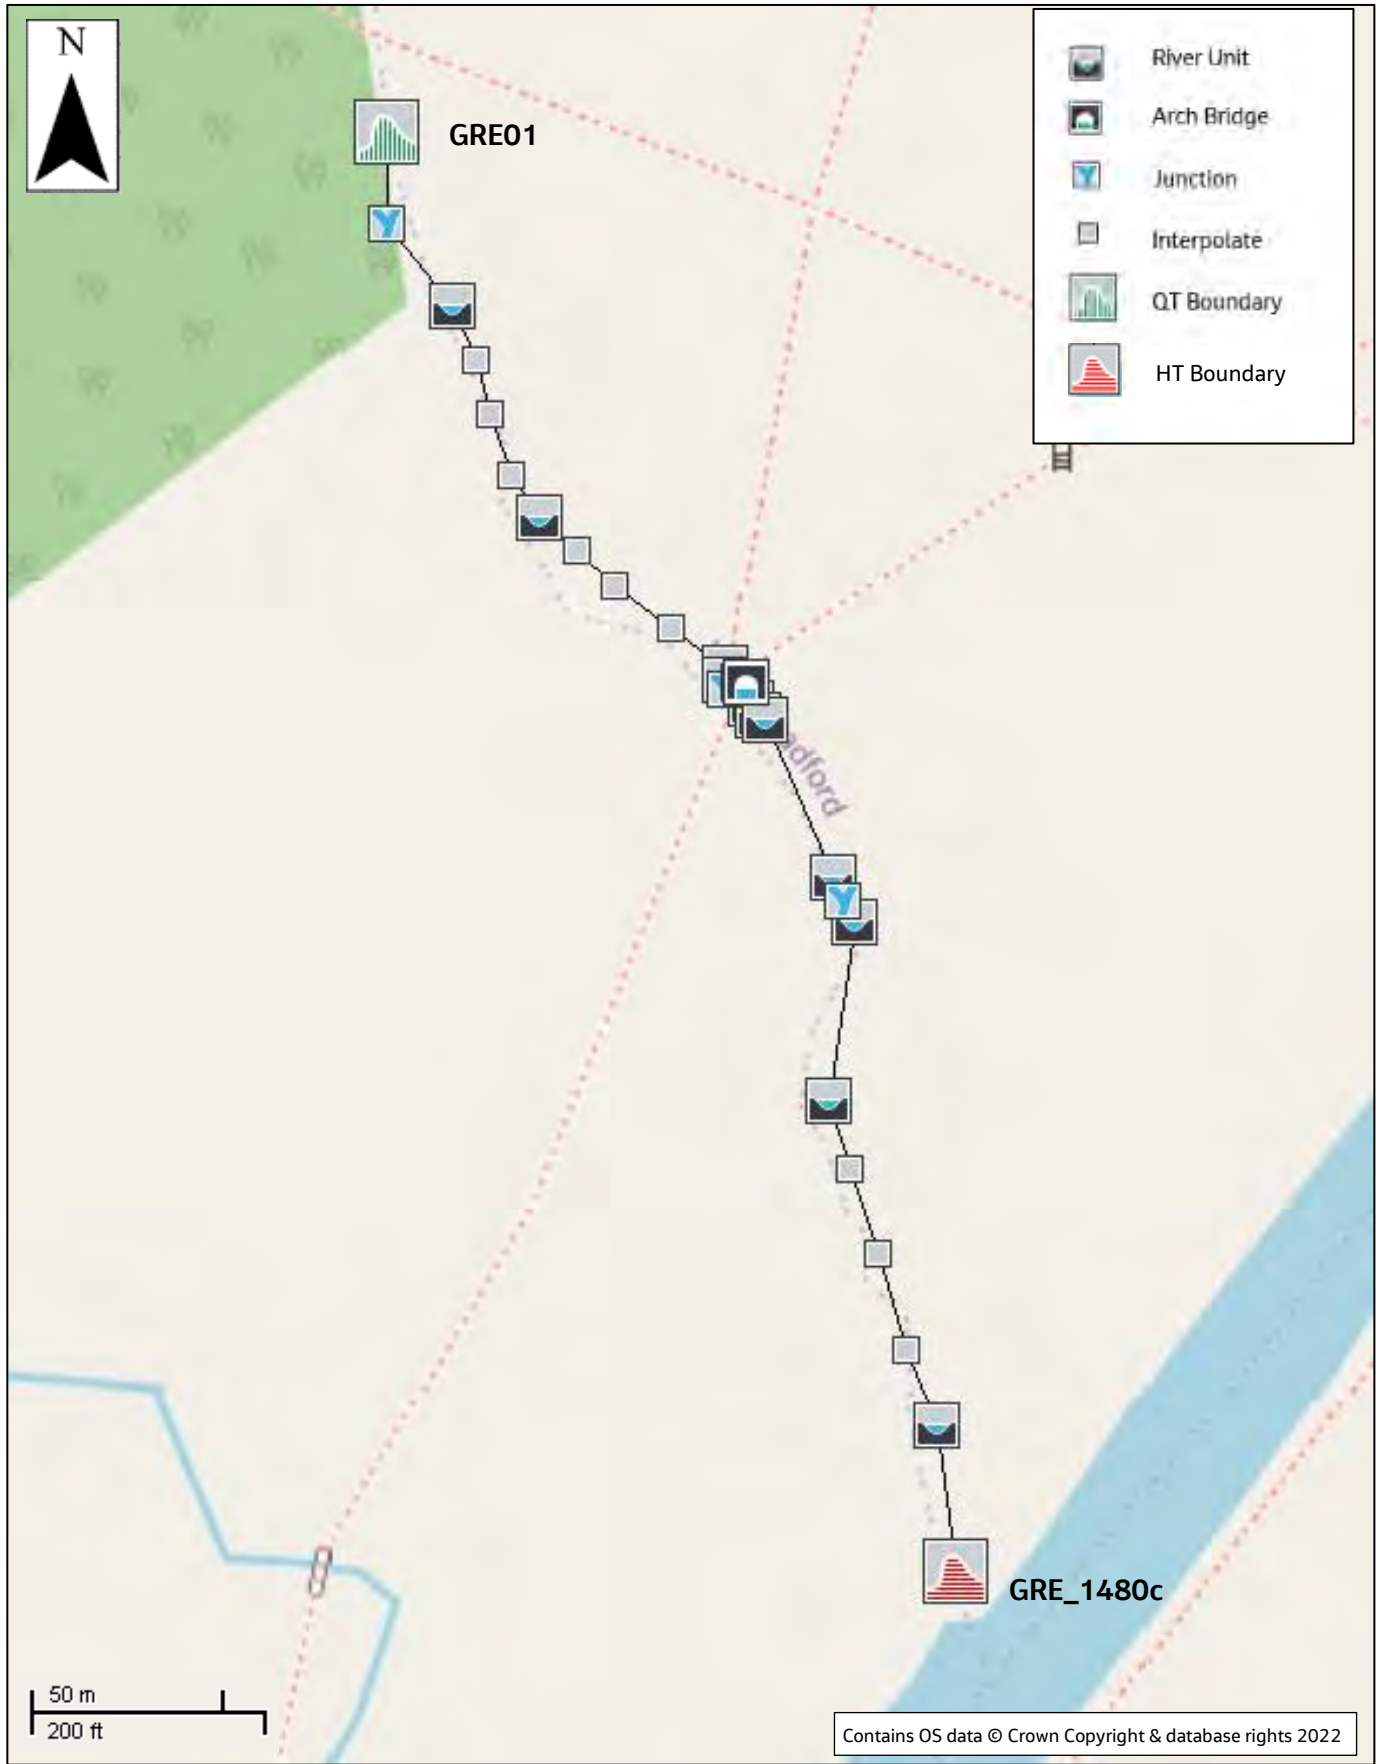 N
GRE01
River Unit
Arch Bridge
Junction
Interpolate
QT Boundary
HT Boundary
adford
GRE_1480c
50 m
200 ft
Contains OS data © Crown Copyright & database rights 2022